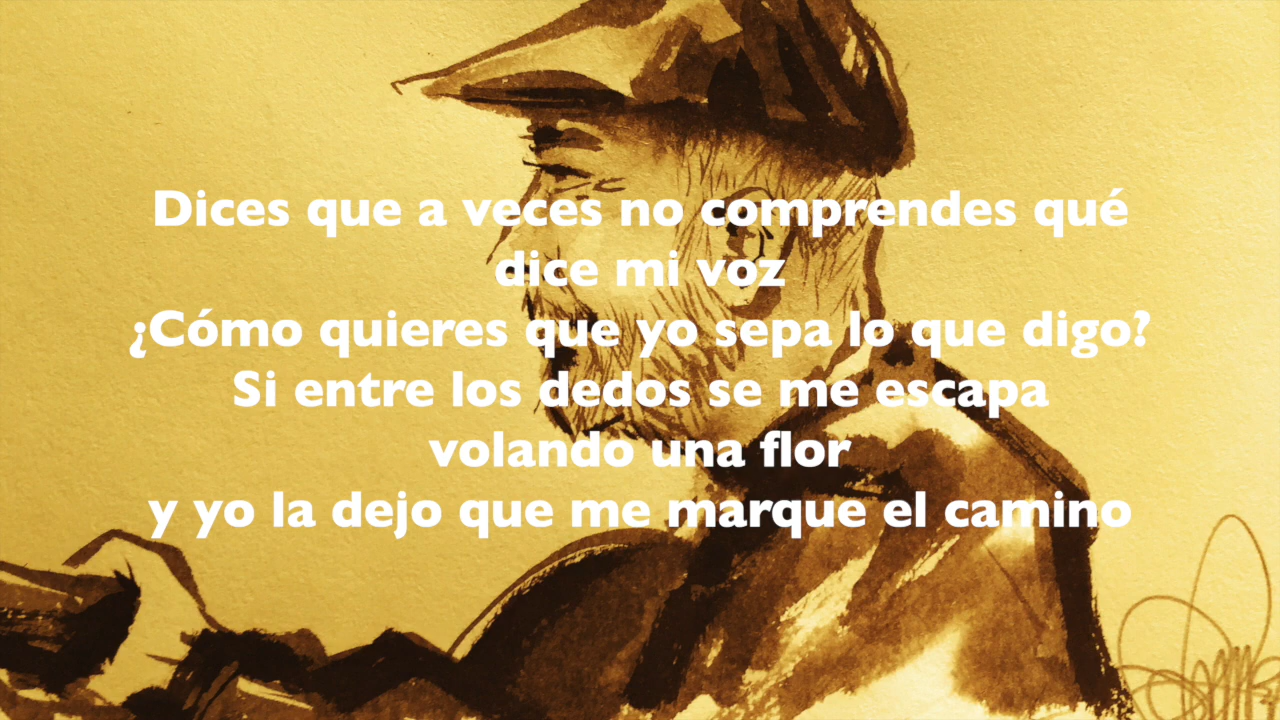 Dices que a veces no comprendes qué
dice mi voz
¿Cómo quieres que yo sepa lo que digo?
Si entre los dedos se me escapa
volando una flor
y yo la dejo que me marque el camino